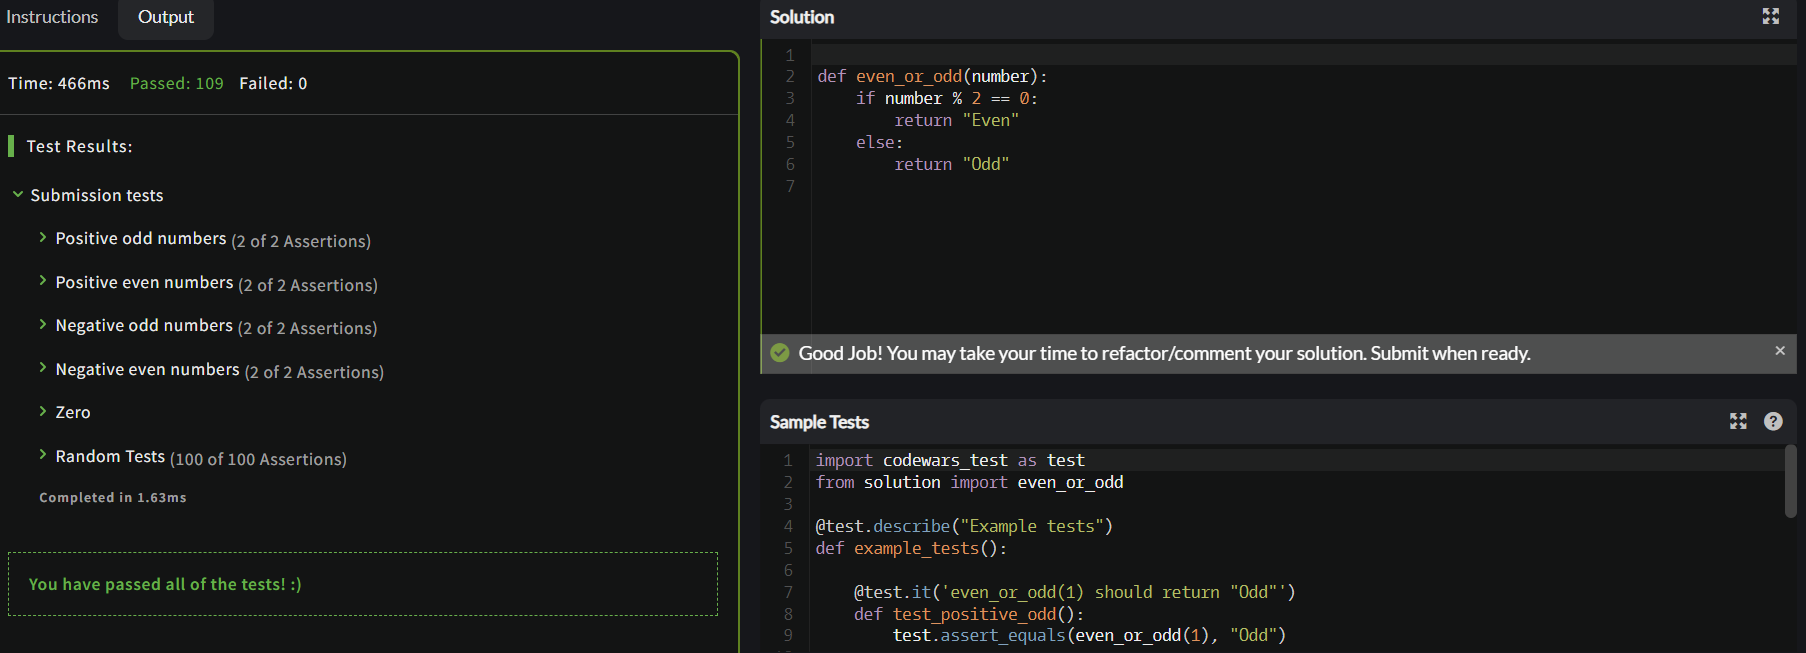 Instructions
Output
Time: 466ms Passed: 109 Failed: 0
Test Results:
Submission tests
Positive odd numbers (2 of 2 Assertions)
Positive even numbers (2 of 2 Assertions)
Negative odd numbers (2 of 2 Assertions)
Negative even numbers (2 of 2 Assertions)
Zero
Random Tests (100 of 100 Assertions)
Completed in 1.63ms
You have passed all of the tests! :)
Solution
1
2 def even_or_odd(number):
3     if number % 2 == 0:
4         return "Even"
5     else:
6         return "Odd"
7
Good Job! You may take your time to refactor/comment your solution. Submit when ready.
Sample Tests
1 import codewars_test as test
2 from solution import even_or_odd
3
4 @test.describe("Example tests")
5 def example_tests():
6
7     @test.it('even_or_odd(1) should return "Odd"')
8     def test_positive_odd():
9         test.assert_equals(even_or_odd(1), "Odd")